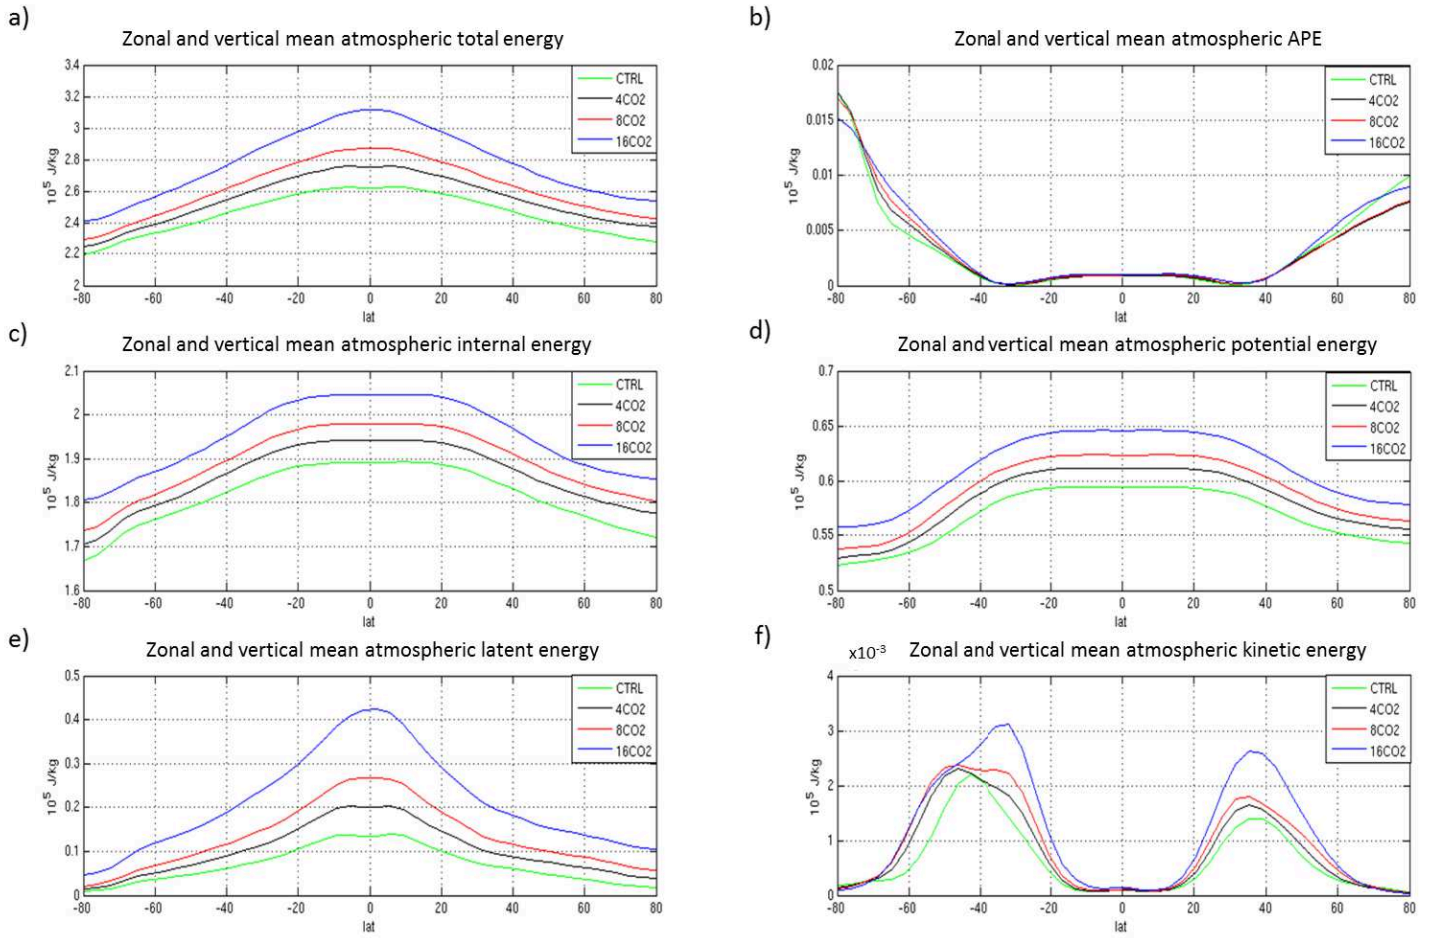 a)
Zonal and vertical mean atmospheric total energy
3.4
3.2
3
2.8
2.6
2.4
2.2
2
10^5 J/kg
-80 -60 -40 -20 0 20 40 60 80
lat
CTRL
4CO2
8CO2
16CO2
b)
Zonal and vertical mean atmospheric APE
0.02
0.015
0.01
0.005
0
10^5 J/kg
-80 -60 -40 -20 0 20 40 60 80
lat
CTRL
4CO2
8CO2
16CO2
c)
Zonal and vertical mean atmospheric internal energy
2.1
2
1.9
1.8
1.7
1.6
10^5 J/kg
-80 -60 -40 -20 0 20 40 60 80
lat
CTRL
4CO2
8CO2
16CO2
d)
Zonal and vertical mean atmospheric potential energy
0.7
0.65
0.6
0.55
0.5
10^5 J/kg
-80 -60 -40 -20 0 20 40 60 80
lat
CTRL
4CO2
8CO2
16CO2
e)
Zonal and vertical mean atmospheric latent energy
0.5
0.4
0.3
0.2
0.1
0
10^5 J/kg
-80 -60 -40 -20 0 20 40 60 80
lat
CTRL
4CO2
8CO2
16CO2
f)
x10^-3
Zonal and vertical mean atmospheric kinetic energy
4
3
2
1
0
10^5 J/kg
-80 -60 -40 -20 0 20 40 60 80
lat
CTRL
4CO2
8CO2
16CO2